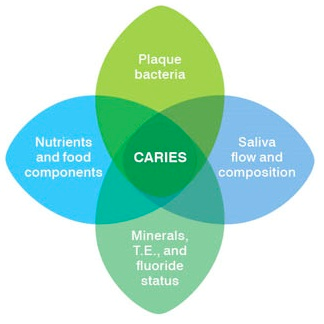 Plaque
bacteria
Nutrients
and food
components
CARIES
Saliva
flow and
composition
Minerals,
T.E., and
fluoride
status